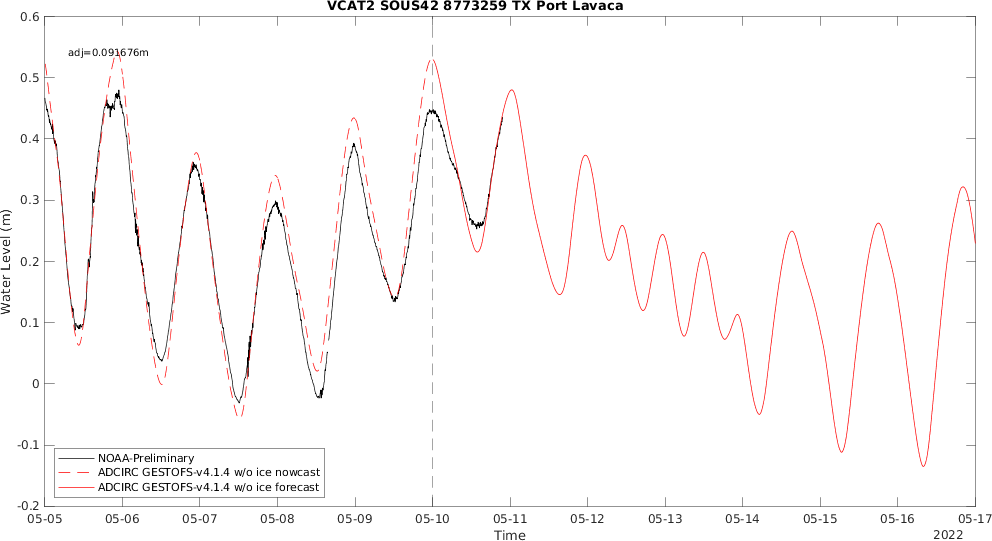 VCAT2 SOUS42 8773259 TX Port Lavaca
adj=0.091676m
Water Level (m)
0.6
0.5
0.4
0.3
0.2
0.1
0
-0.1
-0.2
NOAA-Preliminary
ADCIRC GESTOFS-v4.1.4 w/o ice nowcast
ADCIRC GESTOFS-v4.1.4 w/o ice forecast
05-05 05-06 05-07 05-08 05-09 05-10 05-11 05-12 05-13 05-14 05-15 05-16 05-17
Time
2022